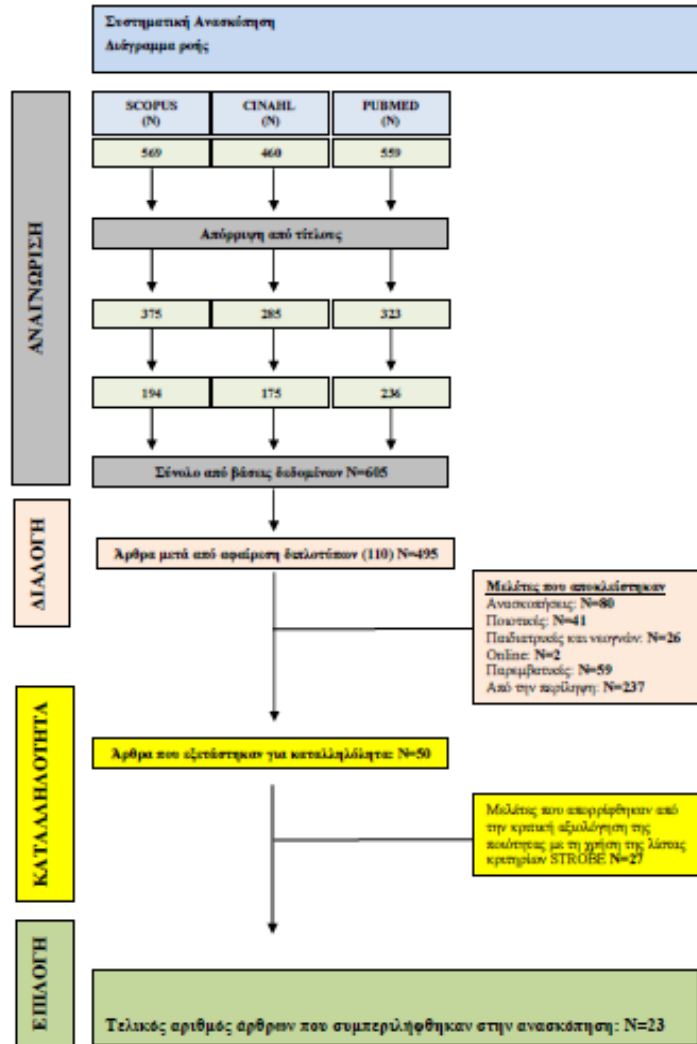 Συστηματική Ανασκόπηση
Διάγραμμα ροής
ΑΝΑΓΝΩΡΙΣΗ
SCOPUS
(N)
CINAHL
(N)
PUBMED
(N)
569
460
559
Απόρριψη από τίτλους
375
285
323
194
175
236
Σύνολο από βάσεις δεδομένων N=605
ΔΙΑΛΟΓΗ
Άρθρα μετά από αφαίρεση διπλοτύπων (110) N=495
Μελέτες που αποκλείστηκαν
Ανασκοπήσεις: N=80
Ποιοτικές: N=41
Παιδιατρικές και νεογνών: N=26
Online: N=2
Παρεμβατικές: N=59
Από την περίληψη: N=237
ΚΑΤΑΛΛΗΛΟΤΗΤΑ
Άρθρα που εξετάστηκαν για καταλληλόλητα: N=50
Μελέτες που απορρίφθηκαν από
την κριτική αξιολόγηση της
ποιότητας με τη χρήση της λίστας
κριτηρίων STROBE N=27
ΕΠΙΛΟΓΗ
Τελικός αριθμός άρθρων που συμπεριλήφθηκαν στην ανασκόπηση: N=23